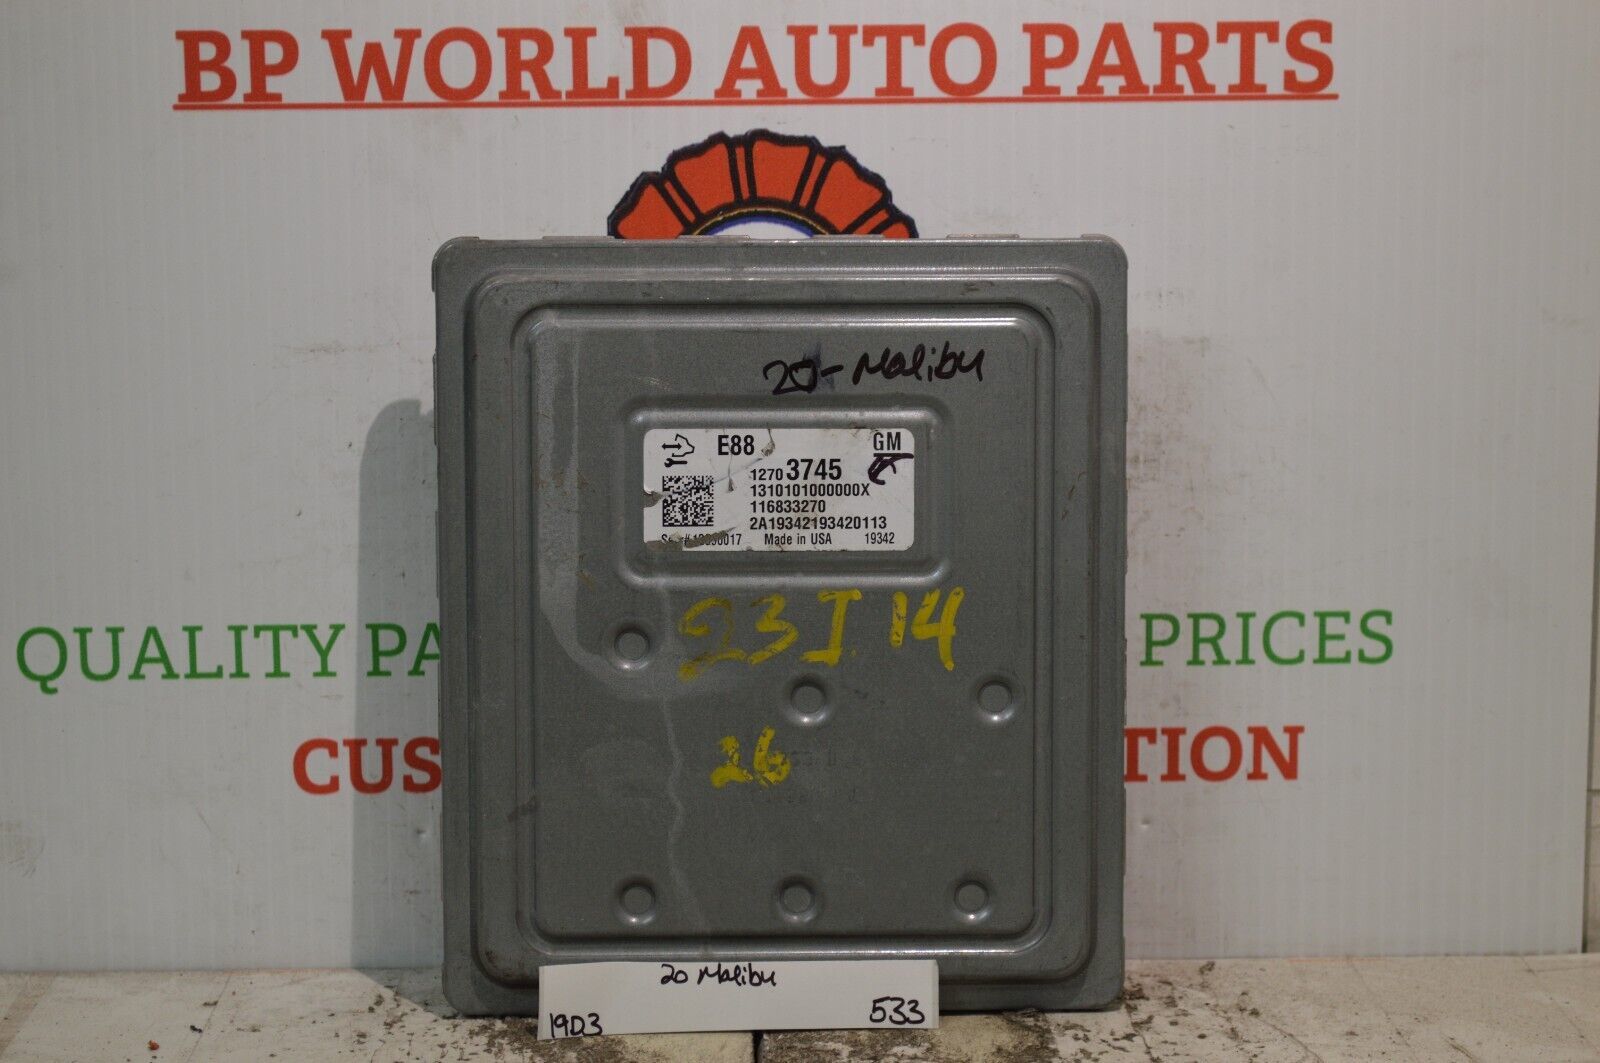 BP WORLD AUTO PARTS
20-Malibu
E88
GM
1270 3745
1310101000000X
116833270
2A19342193420113
Made in USA 19342
23I.14
QUALITY PA
PRICES
26
CUS
TION
20 Malibu
19D3
533